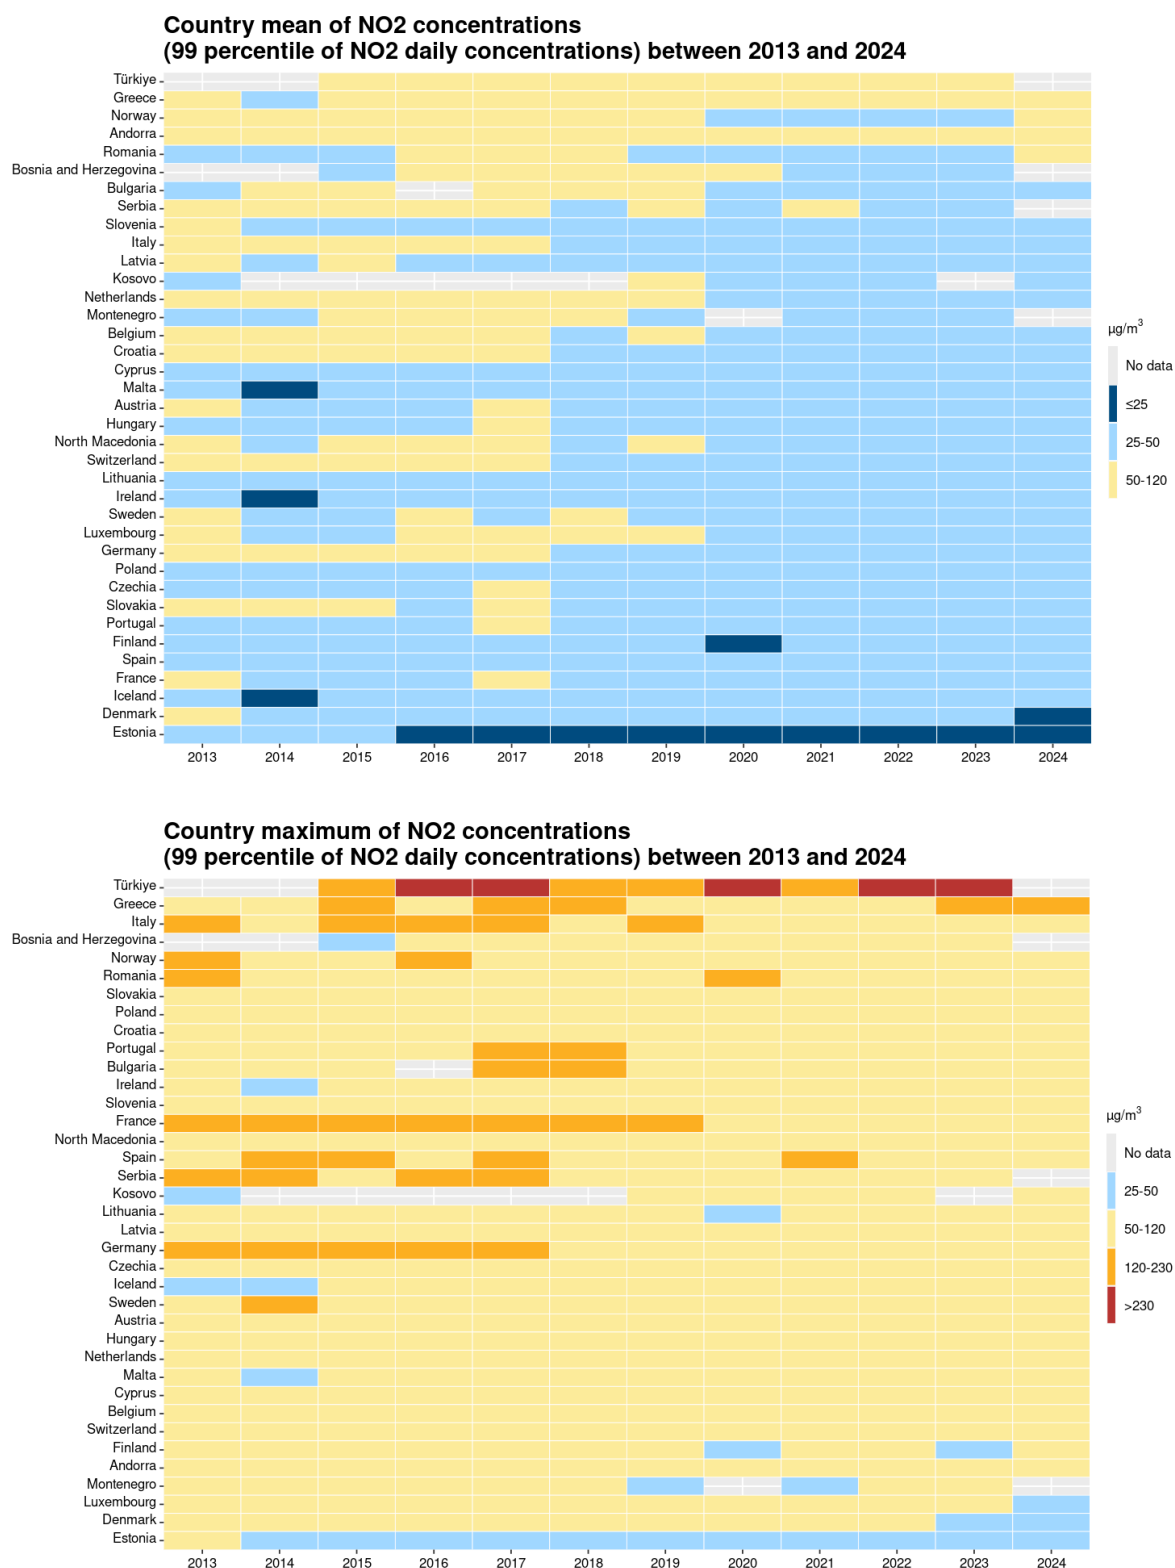 Country mean of NO2 concentrations
(99 percentile of NO2 daily concentrations) between 2013 and 2024
Türkiye
Greece
Norway
Andorra
Romania
Bosnia and Herzegovina
Bulgaria
Serbia
Slovenia
Italy
Latvia
Kosovo
Netherlands
Montenegro
Belgium
Croatia
Cyprus
Malta
Austria
Hungary
North Macedonia
Switzerland
Lithuania
Ireland
Sweden
Luxembourg
Germany
Poland
Czechia
Slovakia
Portugal
Finland
Spain
France
Iceland
Denmark
Estonia
2013 2014 2015 2016 2017 2018 2019 2020 2021 2022 2023 2024
µg/m³
No data
≤25
25-50
50-120
Country maximum of NO2 concentrations
(99 percentile of NO2 daily concentrations) between 2013 and 2024
Türkiye
Greece
Italy
Bosnia and Herzegovina
Norway
Romania
Slovakia
Poland
Croatia
Portugal
Bulgaria
Ireland
Slovenia
France
North Macedonia
Spain
Serbia
Kosovo
Lithuania
Latvia
Germany
Czechia
Iceland
Sweden
Austria
Hungary
Netherlands
Malta
Cyprus
Belgium
Switzerland
Finland
Andorra
Montenegro
Luxembourg
Denmark
Estonia
2013 2014 2015 2016 2017 2018 2019 2020 2021 2022 2023 2024
µg/m³
No data
25-50
50-120
120-230
>230